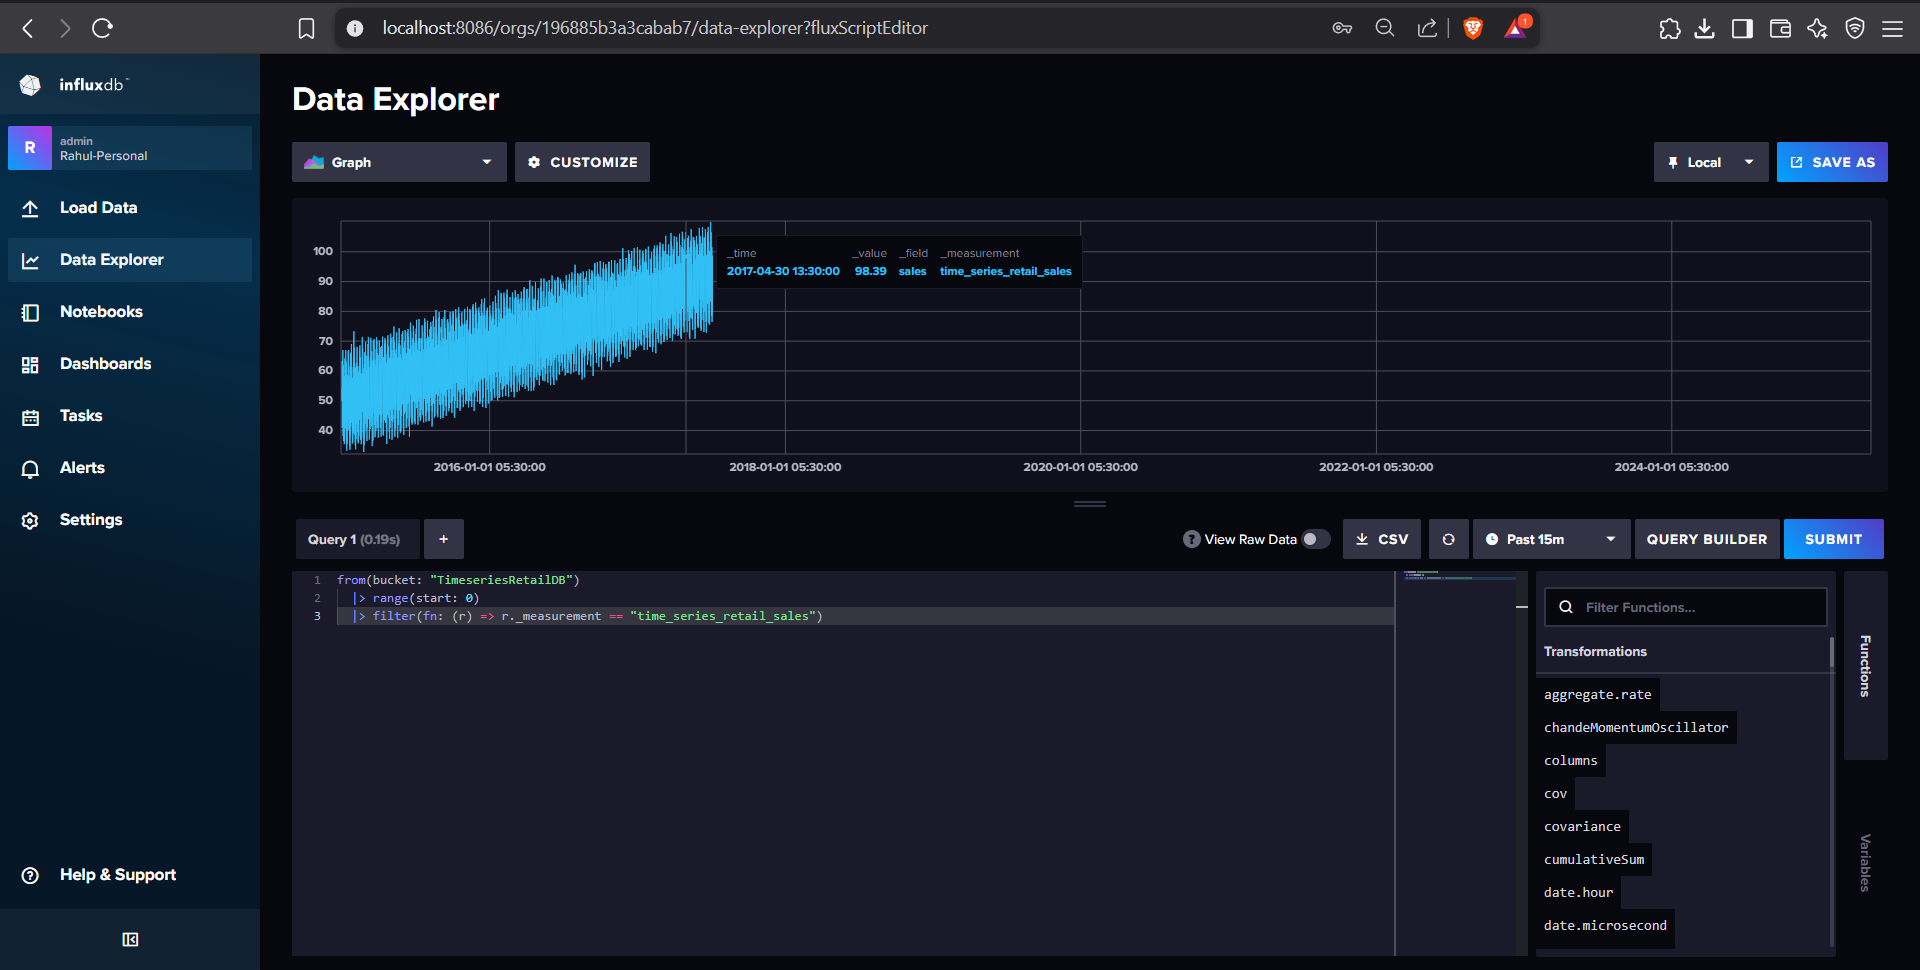 localhost:8086/orgs/196885b3a3cabab7/data-explorer?fluxScriptEditor
1
influxdb™
R
admin
Rahul-Personal
Load Data
Data Explorer
Notebooks
Dashboards
Tasks
Alerts
Settings
Help & Support
Data Explorer
Graph
CUSTOMIZE
Local
SAVE AS
100
90
80
70
60
50
40
_time _value _field _measurement
2017-04-30 13:30:00 98.39 sales time_series_retail_sales
2016-01-01 05:30:00 2018-01-01 05:30:00 2020-01-01 05:30:00 2022-01-01 05:30:00 2024-01-01 05:30:00
Query 1 (0.19s)
+
? View Raw Data
CSV
Past 15m
QUERY BUILDER
SUBMIT
1 from(bucket: "TimeseriesRetailDB")
2 |> range(start: 0)
3 |> filter(fn: (r) => r._measurement == "time_series_retail_sales")
Filter Functions...
Transformations
aggregate.rate
chandeMomentumOscillator
columns
cov
covariance
cumulativeSum
date.hour
date.microsecond
Functions
Variables